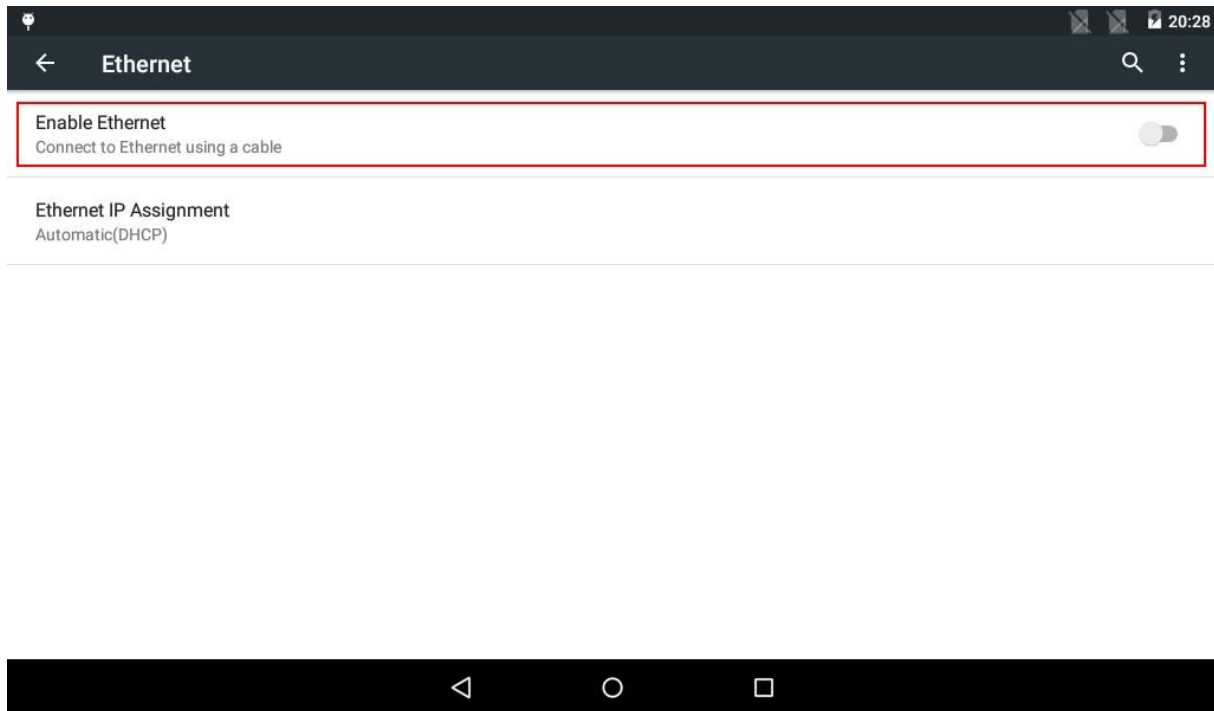 20:28
Ethernet
Enable Ethernet
Connect to Ethernet using a cable
Ethernet IP Assignment
Automatic(DHCP)